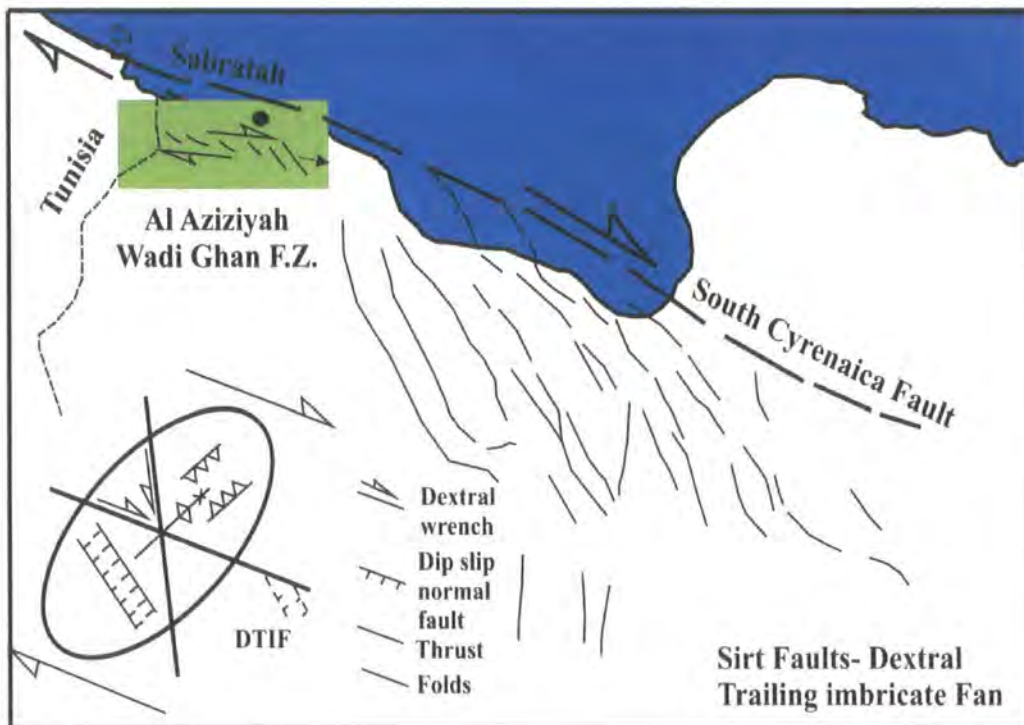 Sabratah
Tunisia
Al Aziziyah
Wadi Ghan F.Z.
South Cyrenaica Fault
Dextral
wrench
Dip slip
normal
fault
Thrust
Folds
DTIF
Sirt Faults- Dextral
Trailing imbricate Fan